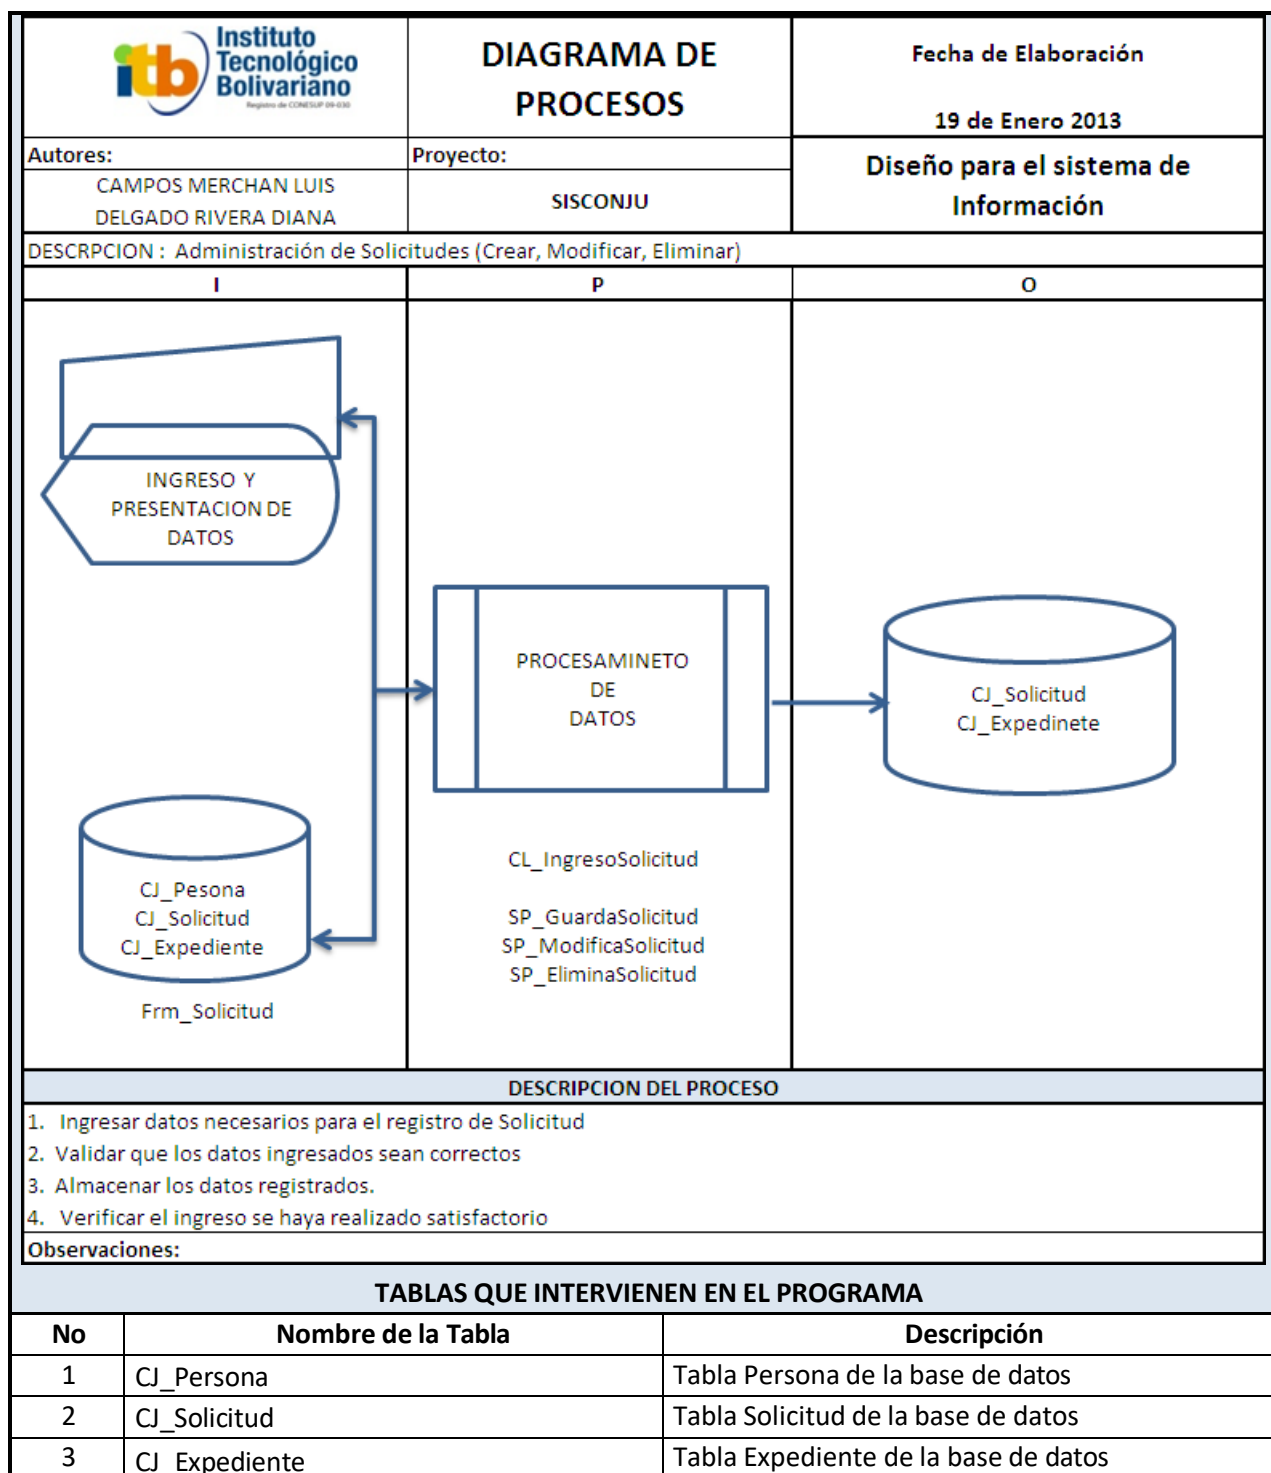 itb
Instituto
Tecnológico
Bolivariano
Registro de CONESUP 09-030
DIAGRAMA DE
PROCESOS
Fecha de Elaboración
19 de Enero 2013
Autores:
CAMPOS MERCHAN LUIS
DELGADO RIVERA DIANA
Proyecto:
SISCONJU
Diseño para el sistema de
Información
DESCRPCION :  Administración de Solicitudes (Crear, Modificar, Eliminar)
I
P
O
INGRESO Y
PRESENTACION DE
DATOS
CJ_Pesona
CJ_Solicitud
CJ_Expediente
Frm_Solicitud
PROCESAMINETO
DE
DATOS
CL_IngresoSolicitud
SP_GuardaSolicitud
SP_ModificaSolicitud
SP_EliminaSolicitud
CJ_Solicitud
CJ_Expedinete
DESCRIPCION DEL PROCESO
1.  Ingresar datos necesarios para el registro de Solicitud
2. Validar que los datos ingresados sean correctos
3. Almacenar los datos registrados.
4.  Verificar el ingreso se haya realizado satisfactorio
Observaciones:
TABLAS QUE INTERVIENEN EN EL PROGRAMA
No Nombre de la Tabla Descripción
1 CJ_Persona Tabla Persona de la base de datos
2 CJ_Solicitud Tabla Solicitud de la base de datos
3 CJ_Expediente Tabla Expediente de la base de datos